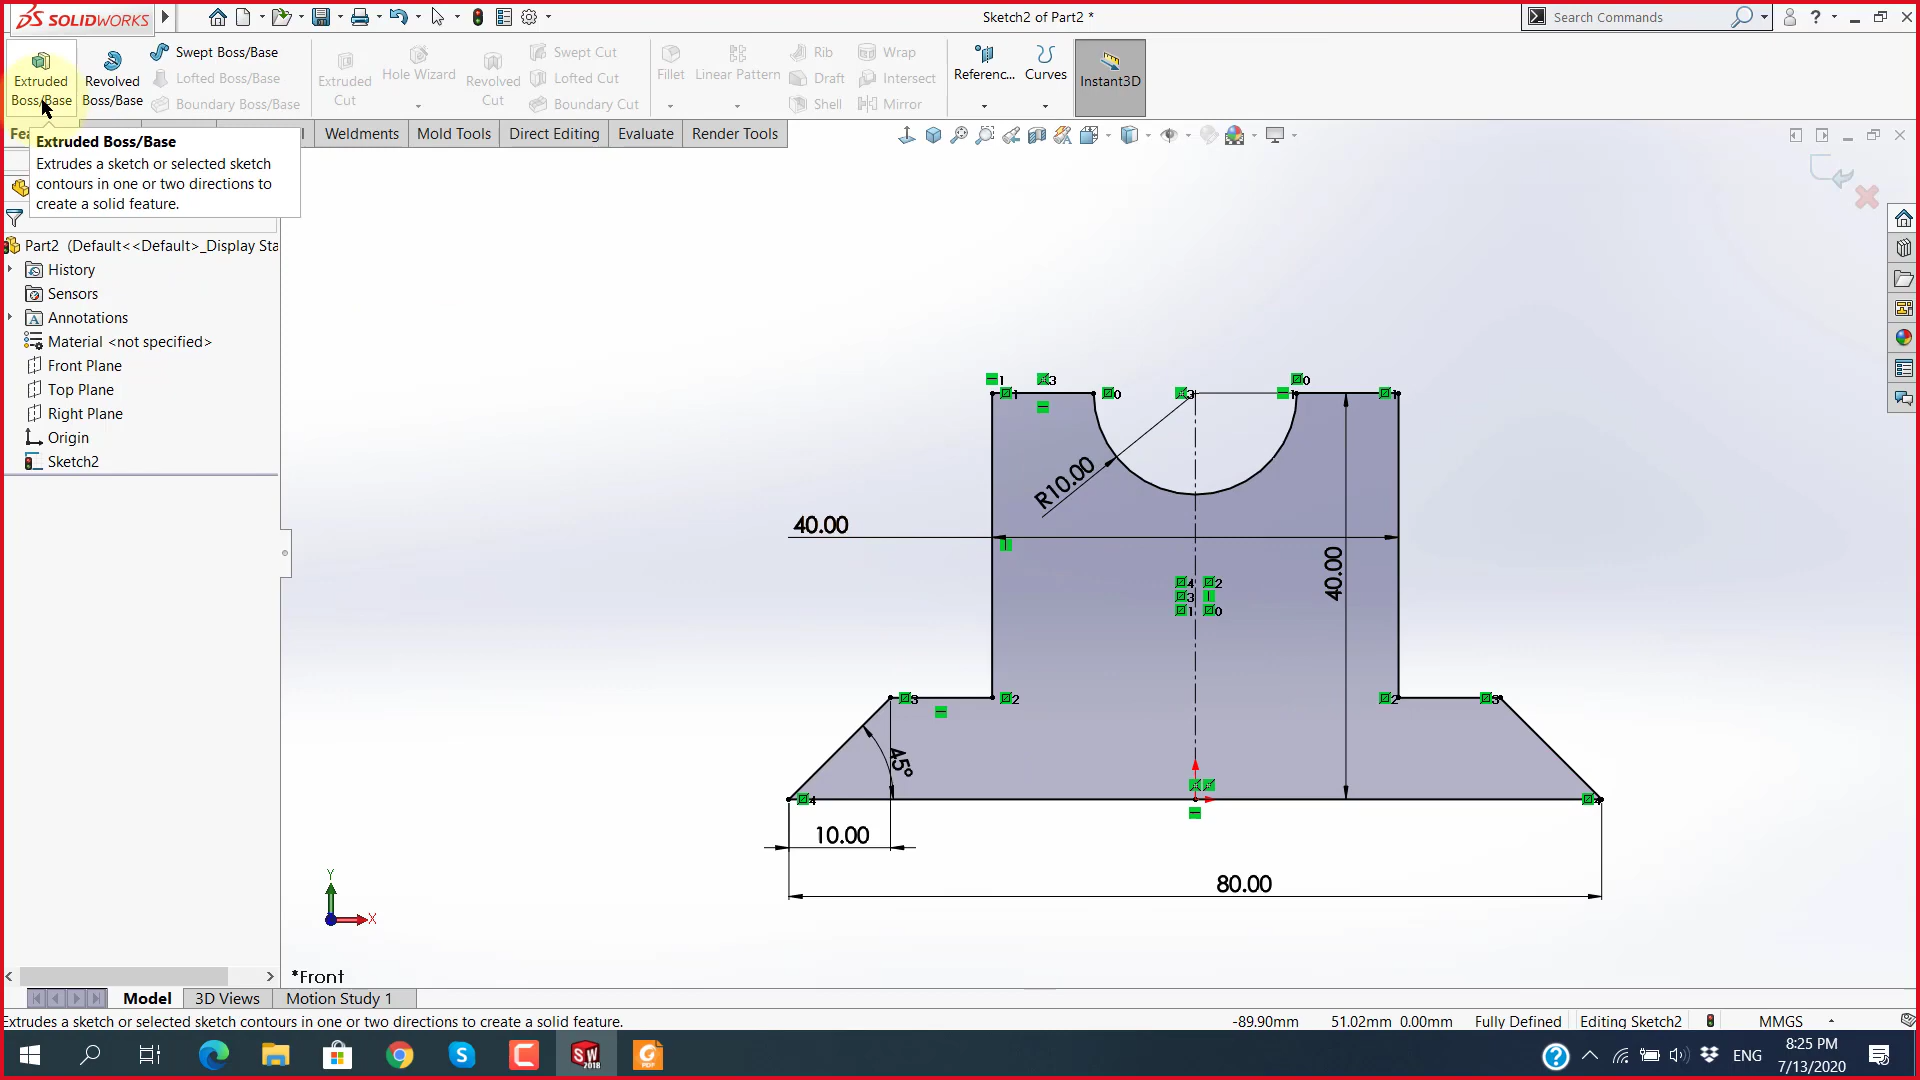 SOLIDWORKS
Sketch2 of Part2 *
Search Commands
Extruded Boss/Base
Revolved Boss/Base
Swept Boss/Base
Lofted Boss/Base
Boundary Boss/Base
Extruded Cut
Hole Wizard
Revolved Cut
Swept Cut
Lofted Cut
Boundary Cut
Fillet
Linear Pattern
Rib
Draft
Shell
Wrap
Intersect
Mirror
Referenc...
Curves
Instant3D
Weldments
Mold Tools
Direct Editing
Evaluate
Render Tools
Extruded Boss/Base
Extrudes a sketch or selected sketch
contours in one or two directions to
create a solid feature.
Part2 (Default<<Default>_Display Sta
History
Sensors
Annotations
Material <not specified>
Front Plane
Top Plane
Right Plane
Origin
Sketch2
R10.00
40.00
40.00
45°
10.00
80.00
Y
X
*Front
Model
3D Views
Motion Study 1
Extrudes a sketch or selected sketch contours in one or two directions to create a solid feature.
-89.90mm
51.02mm
0.00mm
Fully Defined
Editing Sketch2
MMGS
SW
2018
ENG
8:25 PM
7/13/2020